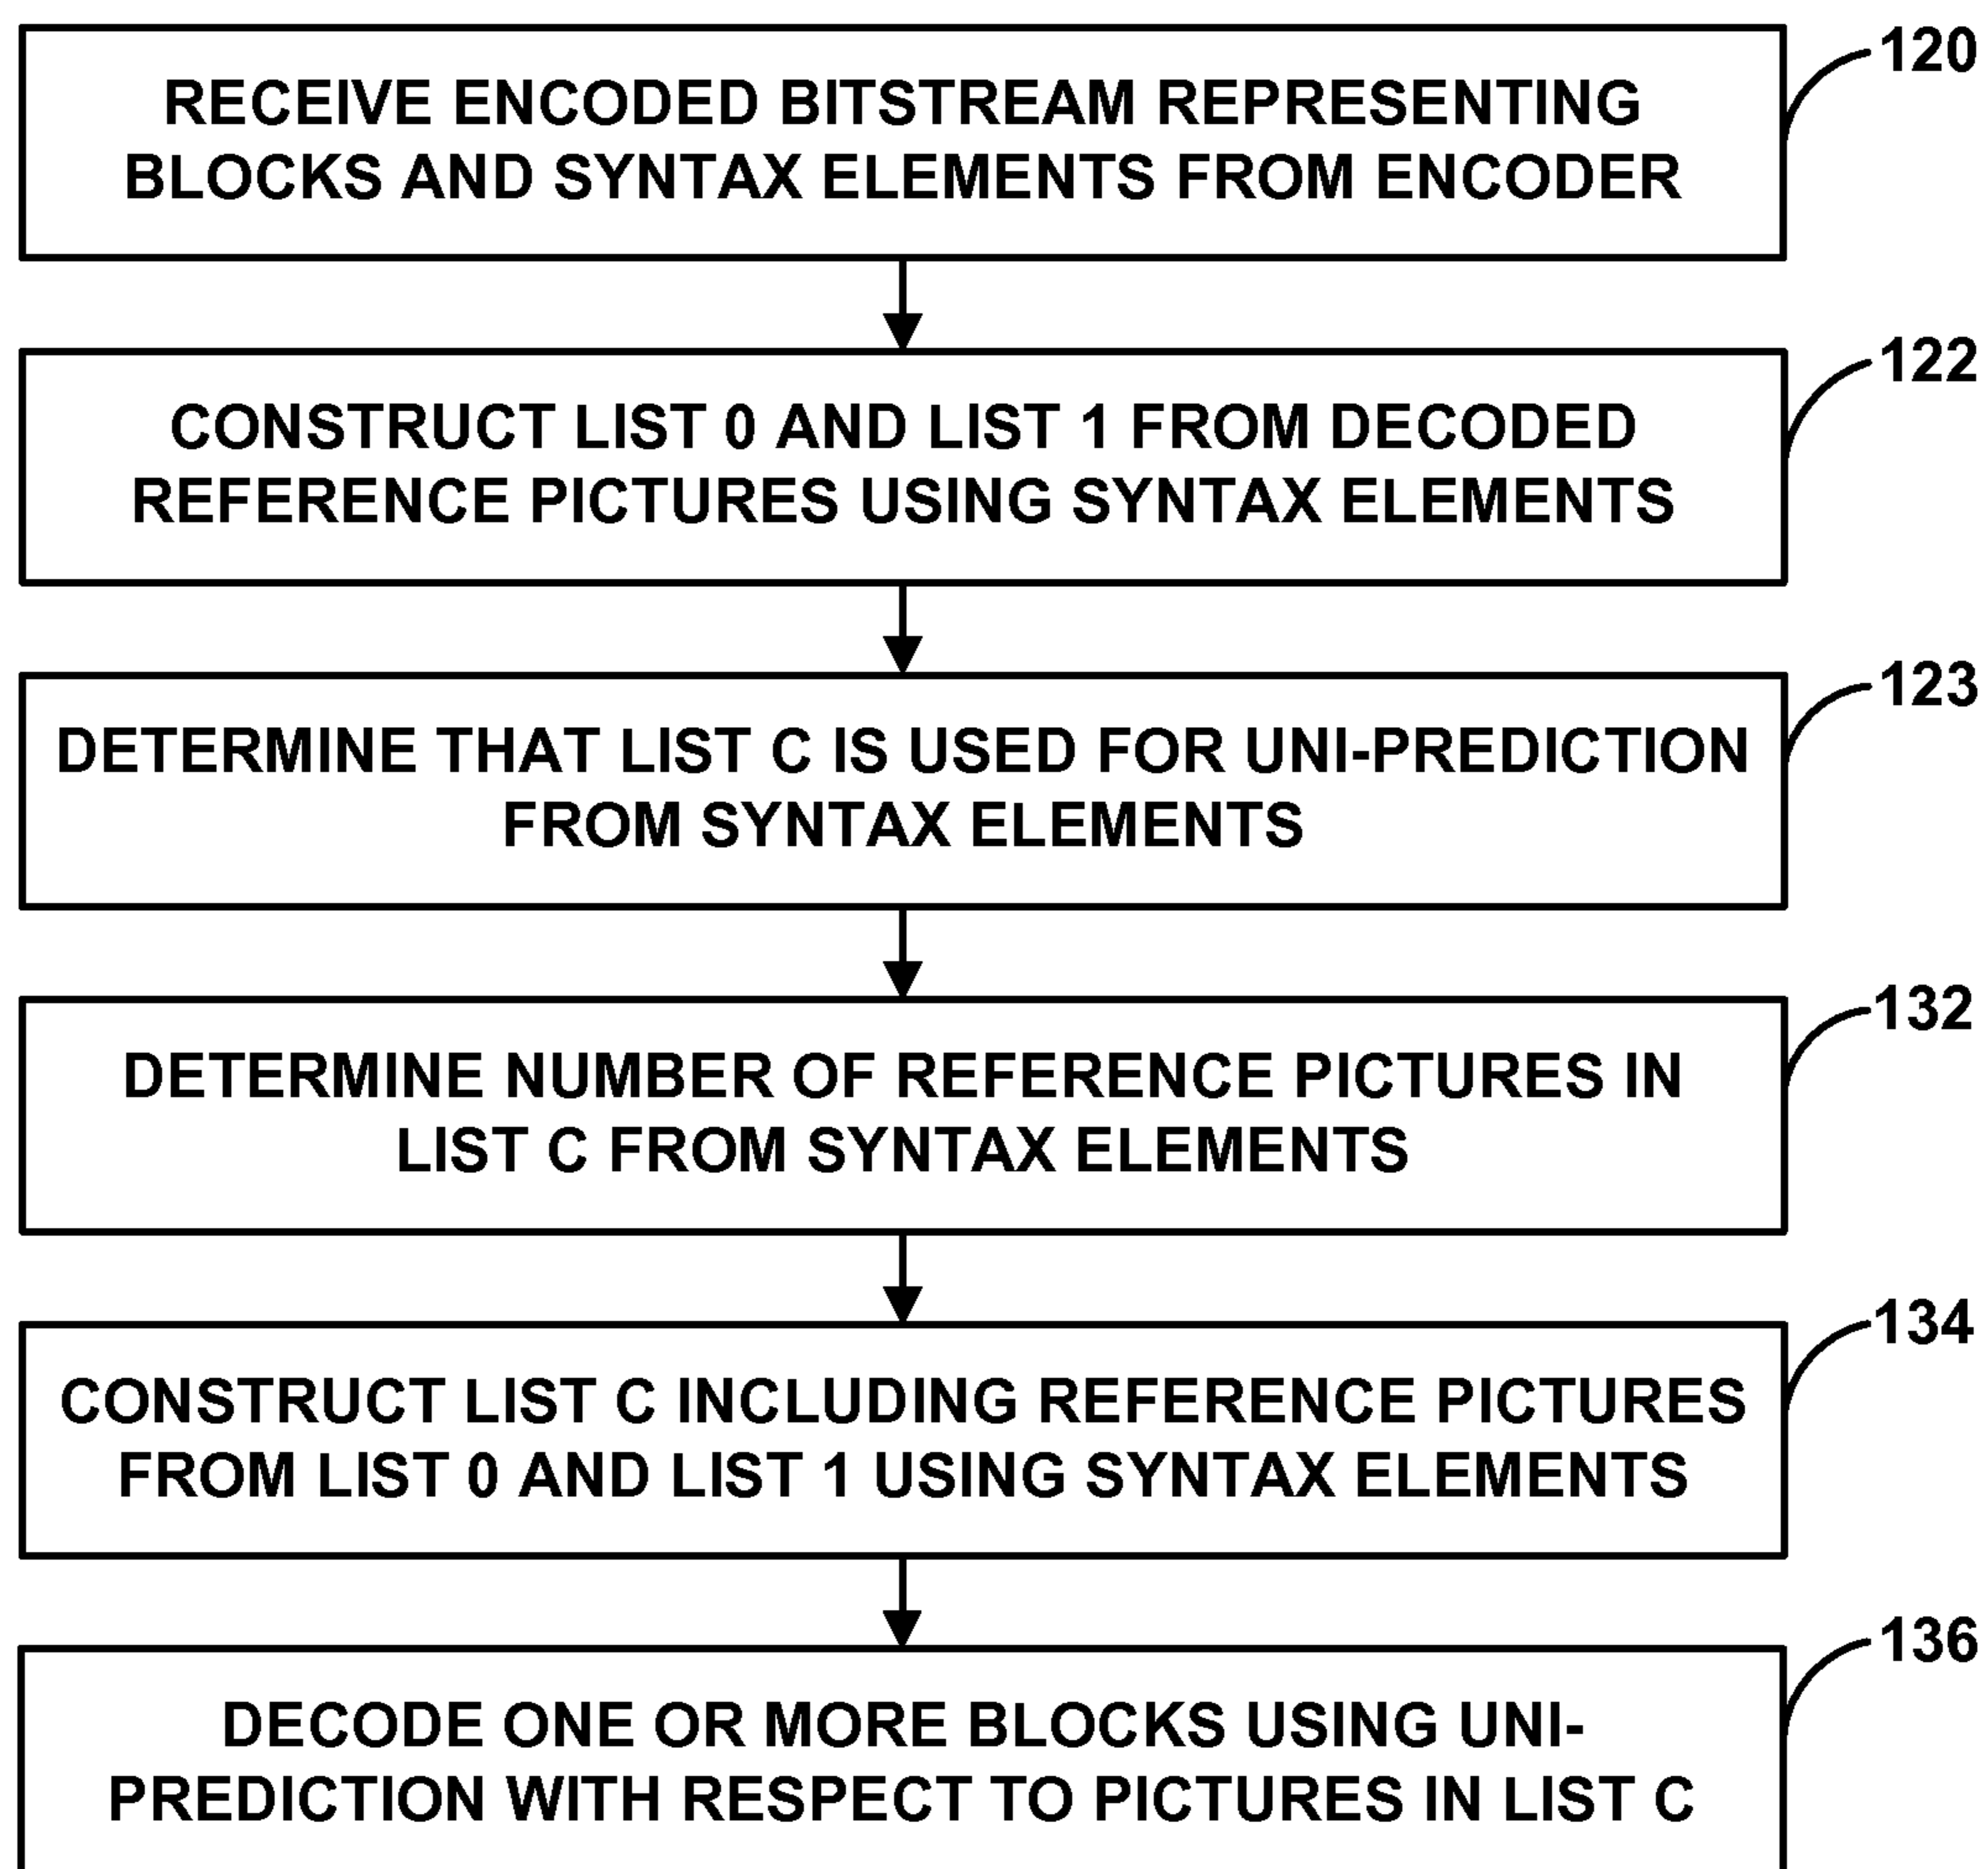 120
RECEIVE ENCODED BITSTREAM REPRESENTING
BLOCKS AND SYNTAX ELEMENTS FROM ENCODER
122
CONSTRUCT LIST 0 AND LIST 1 FROM DECODED
REFERENCE PICTURES USING SYNTAX ELEMENTS
123
DETERMINE THAT LIST C IS USED FOR UNI-PREDICTION
FROM SYNTAX ELEMENTS
132
DETERMINE NUMBER OF REFERENCE PICTURES IN
LIST C FROM SYNTAX ELEMENTS
134
CONSTRUCT LIST C INCLUDING REFERENCE PICTURES
FROM LIST 0 AND LIST 1 USING SYNTAX ELEMENTS
136
DECODE ONE OR MORE BLOCKS USING UNI-
PREDICTION WITH RESPECT TO PICTURES IN LIST C